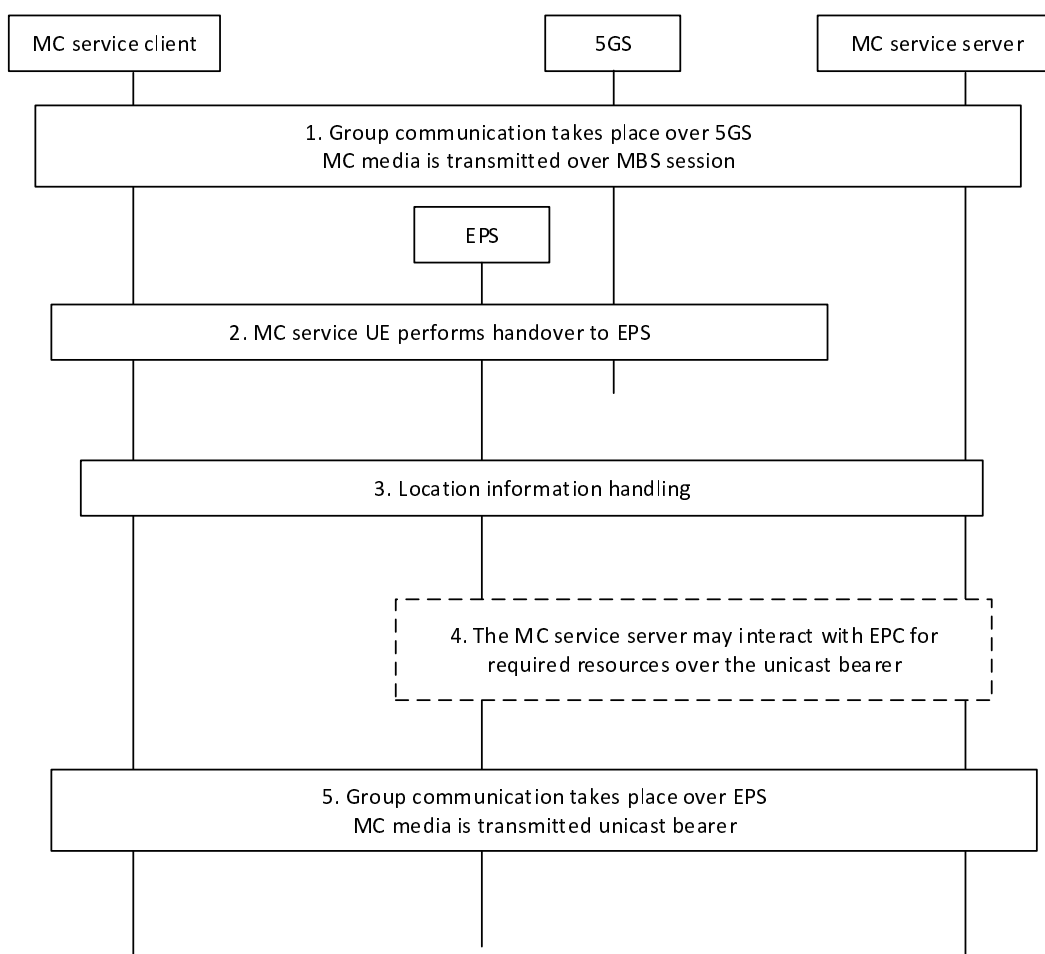 MC service client
5GS
MC service server
1. Group communication takes place over 5GS
MC media is transmitted over MBS session
EPS
2. MC service UE performs handover to EPS
3. Location information handling
4. The MC service server may interact with EPC for
required resources over the unicast bearer
5. Group communication takes place over EPS
MC media is transmitted unicast bearer